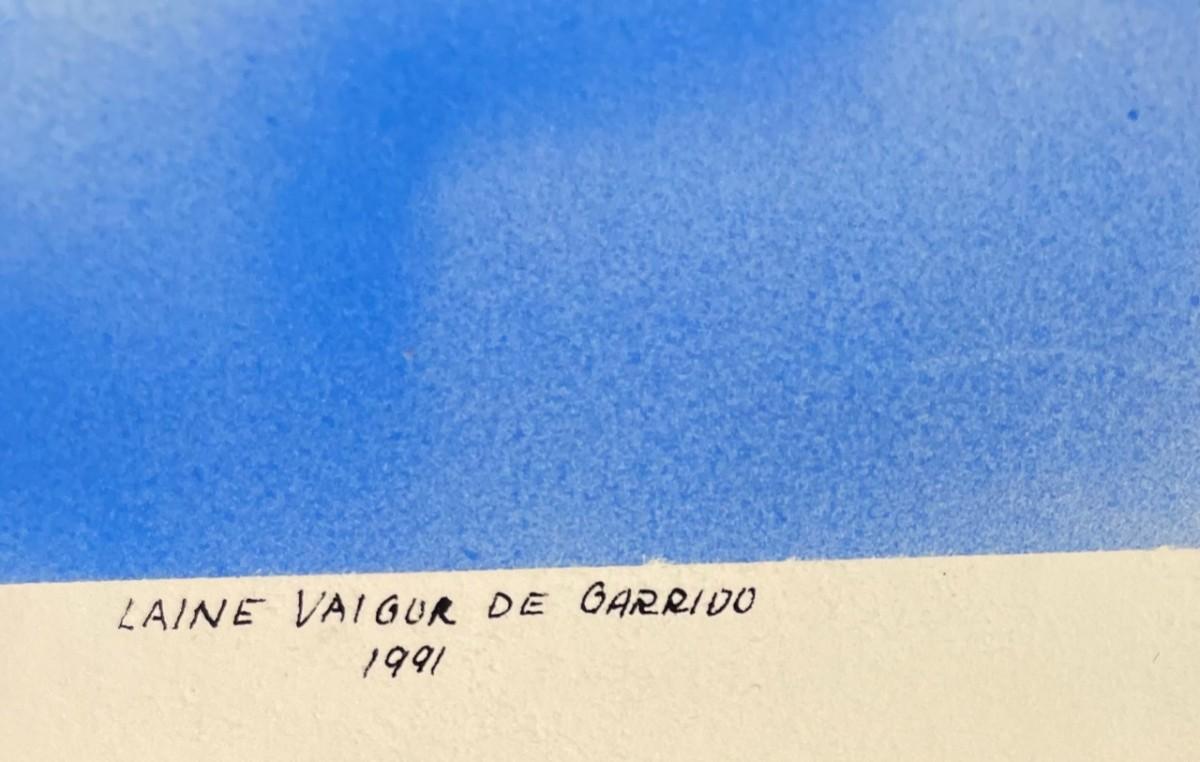 LAINE VAIGUR DE GARRIDO
1991